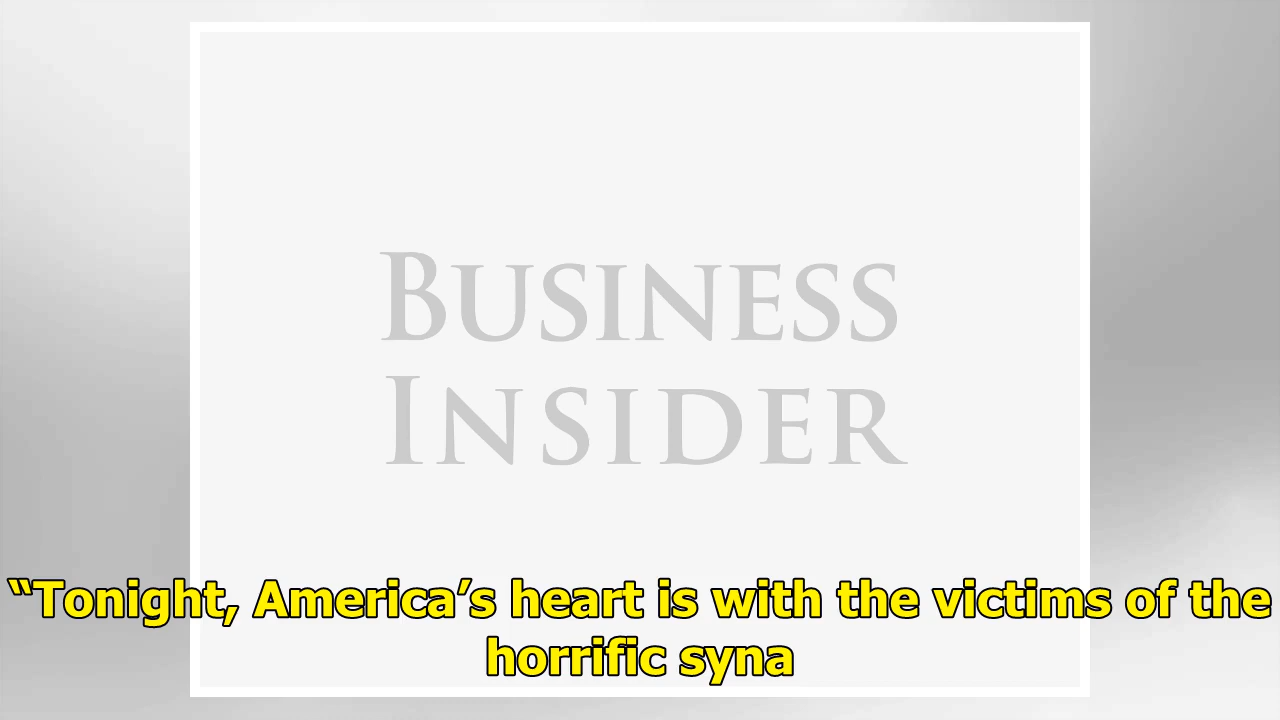 BUSINESS
INSIDER
“Tonight, America’s heart is with the victims of the
horrific syna